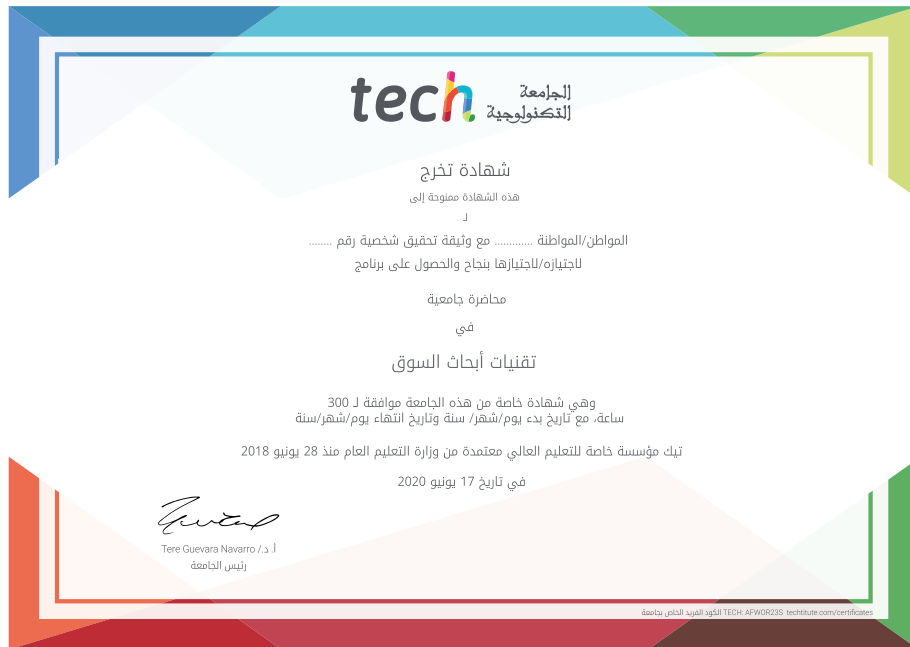 tech الجامعة
التكنولوجية
شهادة تخرج
هذه الشهادة ممنوحة إلى
لـ
المواطن/المواطنة ............. مع وثيقة تحقيق شخصية رقم ........
لاجتيازه/لاجتيازها بنجاح والحصول على برنامج
محاضرة جامعية
في
تقنيات أبحاث السوق
وهي شهادة خاصة من هذه الجامعة موافقة لـ 300
ساعة، مع تاريخ بدء يوم/شهر/ سنة وتاريخ انتهاء يوم/شهر/سنة
تيك مؤسسة خاصة للتعليم العالي معتمدة من وزارة التعليم العام منذ 28 يونيو 2018
في تاريخ 17 يونيو 2020
أ. د./ Tere Guevara Navarro
رئيس الجامعة
الكود الفريد الخاص بجامعة TECH: AFWOR23S techtitute.com/certificates